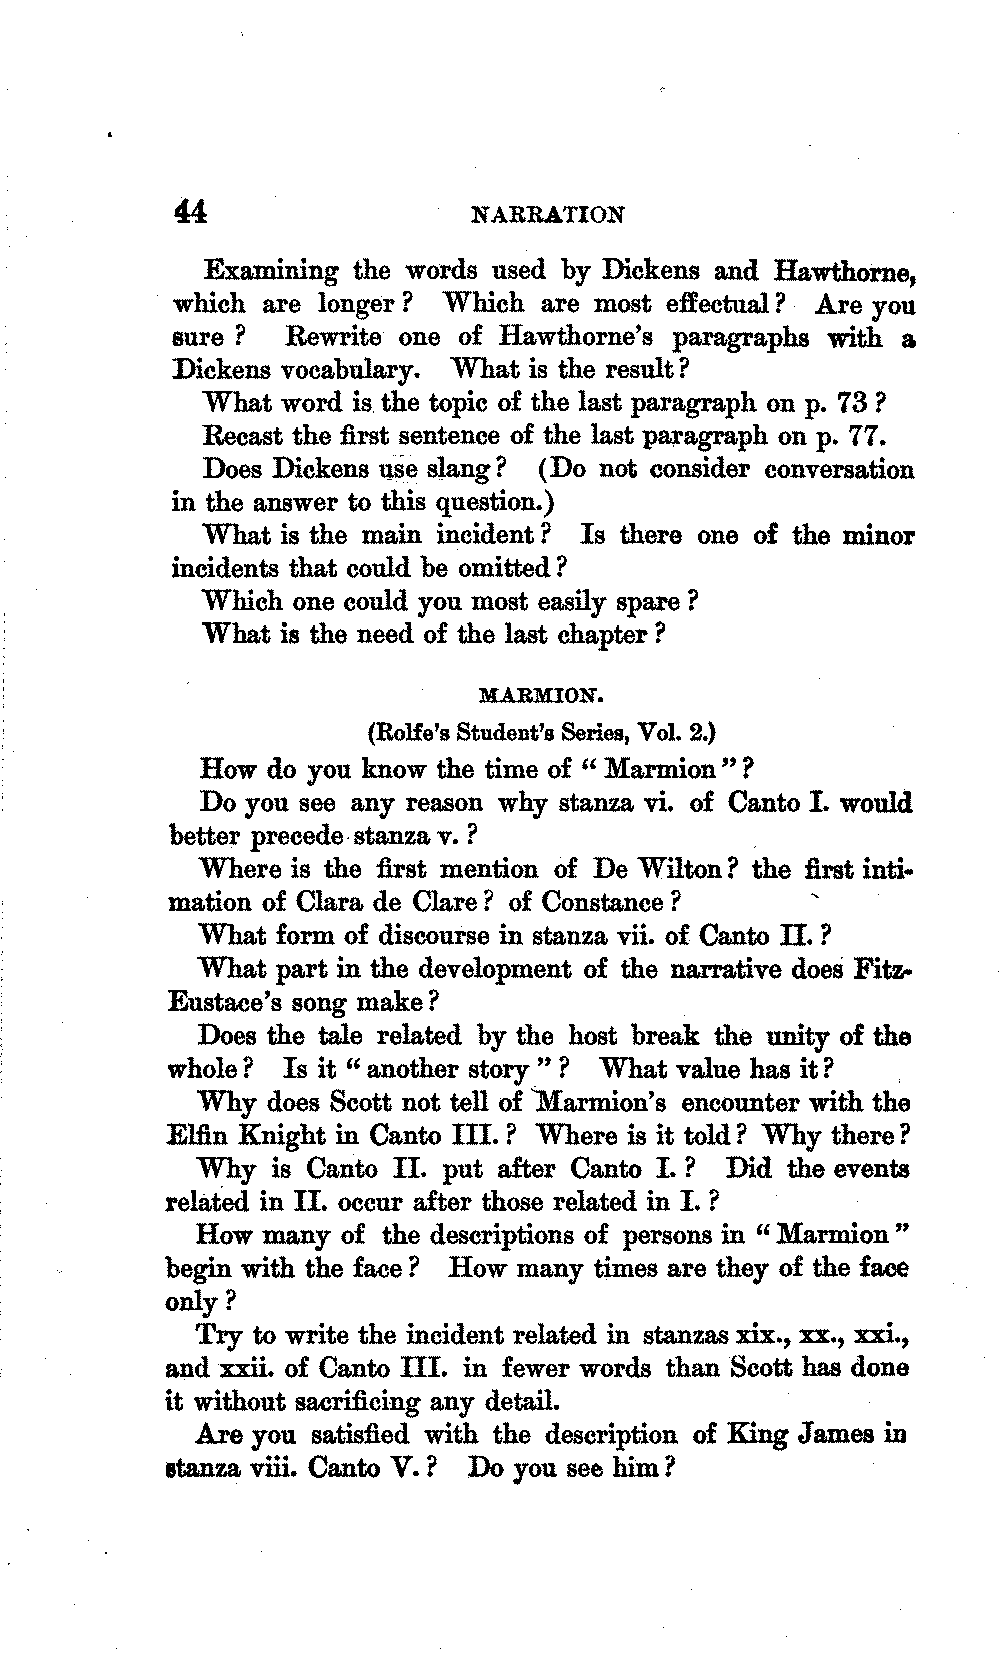 44 NARRATION
Examining the words used by Dickens and Hawthorne,
which are longer? Which are most effectual? Are you
sure? Rewrite one of Hawthorne's paragraphs with a
Dickens vocabulary. What is the result?
What word is the topic of the last paragraph on p. 73?
Recast the first sentence of the last paragraph on p. 77.
Does Dickens use slang? (Do not consider conversation
in the answer to this question.)
What is the main incident? Is there one of the minor
incidents that could be omitted?
Which one could you most easily spare?
What is the need of the last chapter?
MARMION.
(Rolfe's Student's Series, Vol. 2.)
How do you know the time of "Marmion"?
Do you see any reason why stanza vi. of Canto I. would
better precede stanza v.?
Where is the first mention of De Wilton? the first inti-
mation of Clara de Clare? of Constance?
What form of discourse in stanza vii. of Canto II.?
What part in the development of the narrative does Fitz-
Eustace's song make?
Does the tale related by the host break the unity of the
whole? Is it "another story"? What value has it?
Why does Scott not tell of Marmion's encounter with the
Elfin Knight in Canto III.? Where is it told? Why there?
Why is Canto II. put after Canto I.? Did the events
related in II. occur after those related in I.?
How many of the descriptions of persons in "Marmion"
begin with the face? How many times are they of the face
only?
Try to write the incident related in stanzas xix., xx., xxi.,
and xxii. of Canto III. in fewer words than Scott has done
it without sacrificing any detail.
Are you satisfied with the description of King James in
stanza viii. Canto V.? Do you see him?